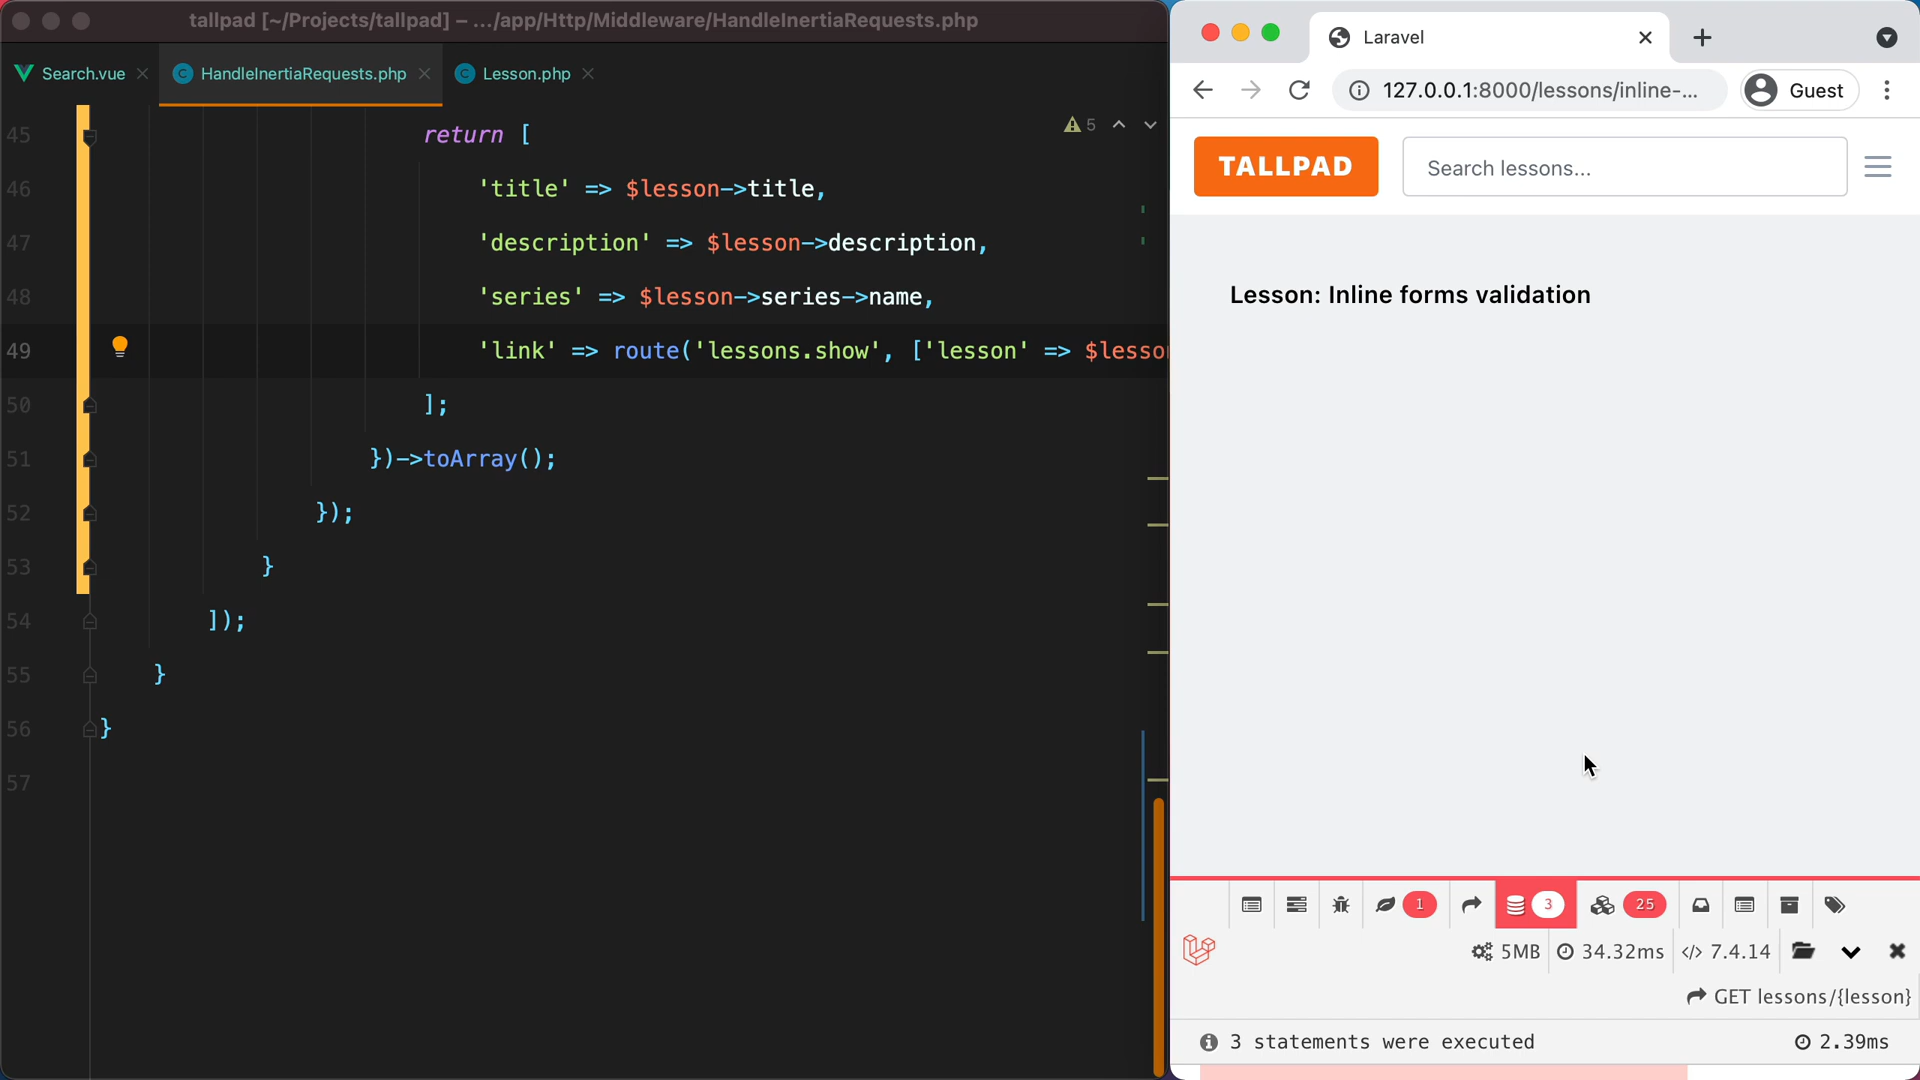 tallpad [~/Projects/tallpad] – .../app/Http/Middleware/HandleInertiaRequests.php
Search.vue
HandleInertiaRequests.php
Lesson.php
5
45 return [
46 'title' => $lesson->title,
47 'description' => $lesson->description,
48 'series' => $lesson->series->name,
49 'link' => route('lessons.show', ['lesson' => $lesso
50 ];
51 })->toArray();
52 });
53 }
54 ]);
55 }
56 }
57
Laravel
127.0.0.1:8000/lessons/inline-...
Guest
TALLPAD
Search lessons...
Lesson: Inline forms validation
1
3
25
5MB
34.32ms
7.4.14
GET lessons/{lesson}
3 statements were executed
2.39ms